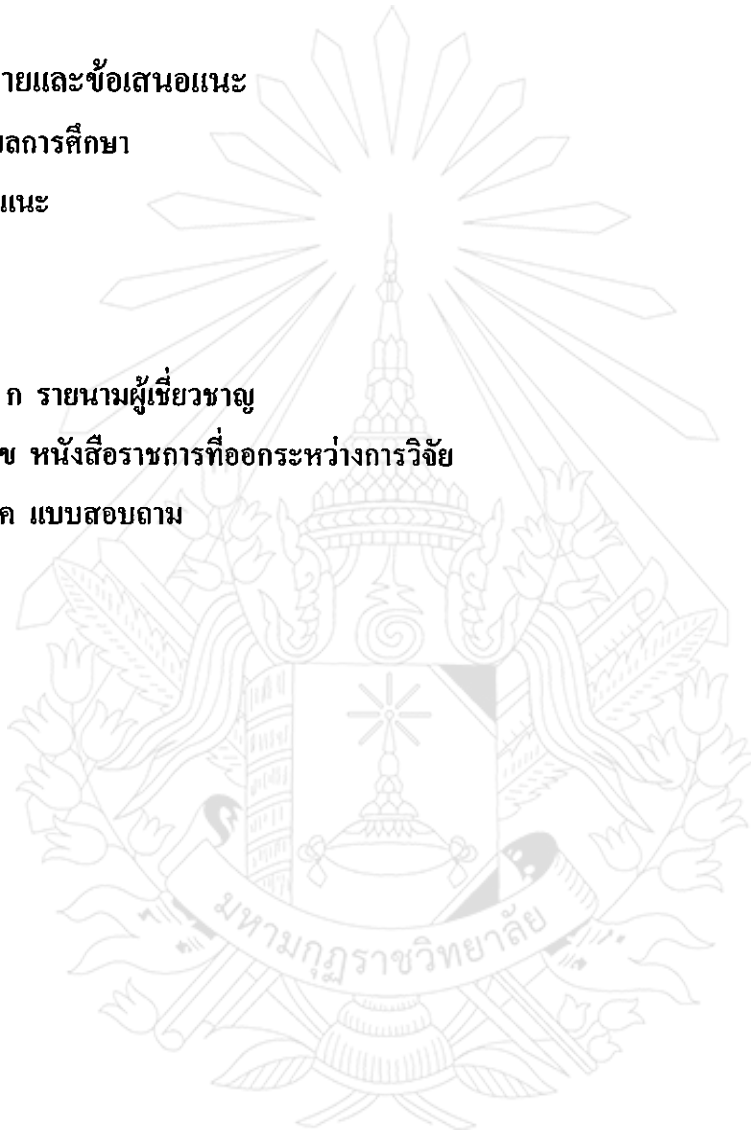 ายและข้อเสนอแนะ
ผลการศึกษา
แนะ
ก รายนามผู้เชี่ยวชาญ
ข หนังสือราชการที่ออกระหว่างการวิจัย
ค แบบสอบถาม
มหามกุฏราชวิทยาลัย